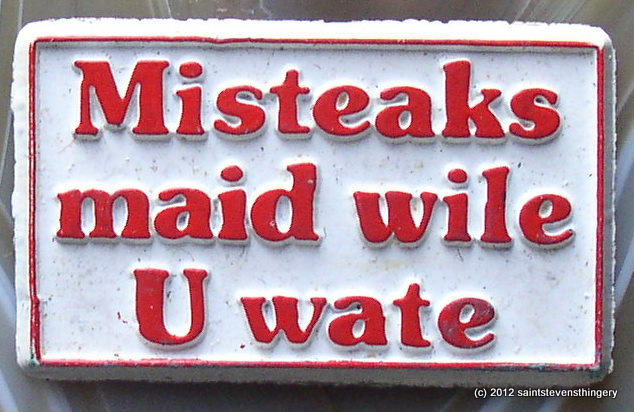 Misteaks
maid wile
U wate
(c) 2012 saintstevensthingery